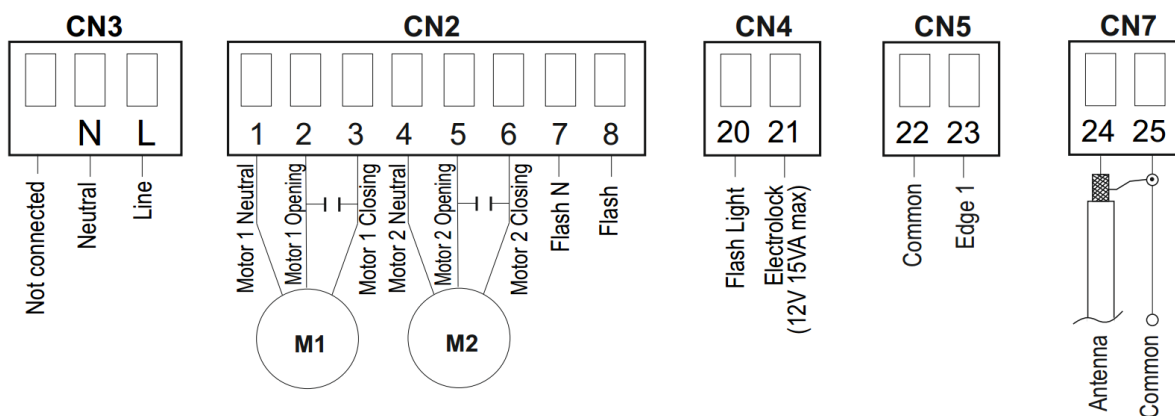 CN3
CN2
CN4
CN5
CN7
N
L
1
2
3
4
5
6
7
8
20
21
22
23
24
25
Not connected
Neutral
Line
Motor 1 Neutral
Motor 1 Opening
Motor 1 Closing
Motor 2 Neutral
Motor 2 Opening
Motor 2 Closing
Flash N
Flash
Flash Light
Electrolock
(12V 15VA max)
Common
Edge 1
Antenna
Common
M1
M2